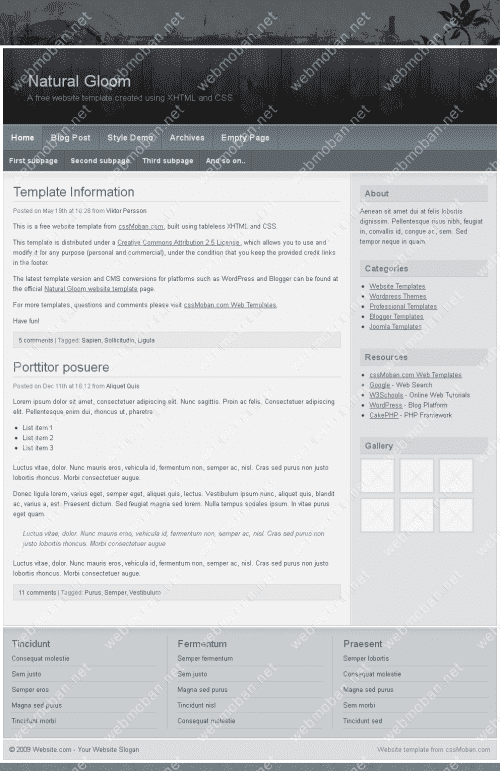 Natural Gloom
A free website template created using XHTML and CSS
Home Blog Post Style Demo Archives Empty Page
First subpage Second subpage Third subpage And so on..
Template Information
Posted on May 19th at 10:28 from Viktor Persson
This is a free website template from cssMoban.com, built using tableless XHTML and CSS.
This template is distributed under a Creative Commons Attribution 2.5 License, which allows you to use and
modify it for any purpose (personal and commercial), under the condition that you keep the provided credit links
in the footer.
The latest template version and CMS conversions for platforms such as WordPress and Blogger can be found at
the official Natural Gloom website template page.
For more templates, questions and comments please visit cssMoban.com Web Templates.
Have fun!
5 comments | Tagged: Sapien, Sollicitudin, Ligula
Porttitor posuere
Posted on Dec 11th at 16:12 from Aliquet Quis
Lorem ipsum dolor sit amet, consectetuer adipiscing elit. Nunc sagittis. Proin ac felis. Consectetuer adipiscing
elit. Pellentesque enim dui, rhoncus ut, pharetra
List item 1
List item 2
List item 3
Luctus vitae, dolor. Nunc mauris eros, vehicula id, fermentum non, semper ac, nisl. Cras sed purus non justo
lobortis rhoncus. Morbi consectetuer augue.
Donec ligula lorem, varius eget, semper eget, aliquet quis, lectus. Vestibulum ipsum nunc, aliquet quis, blandit
ac, varius a, est. Praesent dictum. Sed feugiat magna sed lorem. Nulla tempus sodales ipsum. In vitae purus
eget quam.
Luctus vitae, dolor. Nunc mauris eros, vehicula id, fermentum non, semper ac, nisl. Cras sed purus non
justo lobortis rhoncus. Morbi consectetuer augue
Luctus vitae, dolor. Nunc mauris eros, vehicula id, fermentum non, semper ac, nisl. Cras sed purus non justo
lobortis rhoncus. Morbi consectetuer augue.
11 comments | Tagged: Purus, Semper, Vestibulum
About
Aenean sit amet dui at felis lobortis
dignissim. Pellentesque risus nibh, feugiat
in, convallis id, congue ac, sem. Sed
tempor neque in quam.
Categories
Website Templates
Wordpress Themes
Professional Templates
Blogger Templates
Joomla Templates
Resources
cssMoban.com Web Templates
Google - Web Search
W3Schools - Online Web Tutorials
WordPress - Blog Platform
CakePHP - PHP Framework
Gallery
Tincidunt
Consequat molestie
Sem justo
Semper eros
Magna sed purus
Tincidunt morbi
Fermentum
Semper fermentum
Sem justo
Magna sed purus
Tincidunt nisl
Consequat molestie
Praesent
Semper lobortis
Consequat molestie
Magna sed purus
Sem morbi
Tincidunt sed
© 2009 Website.com - Your Website Slogan
Website template from cssMoban.com
webmoban.net